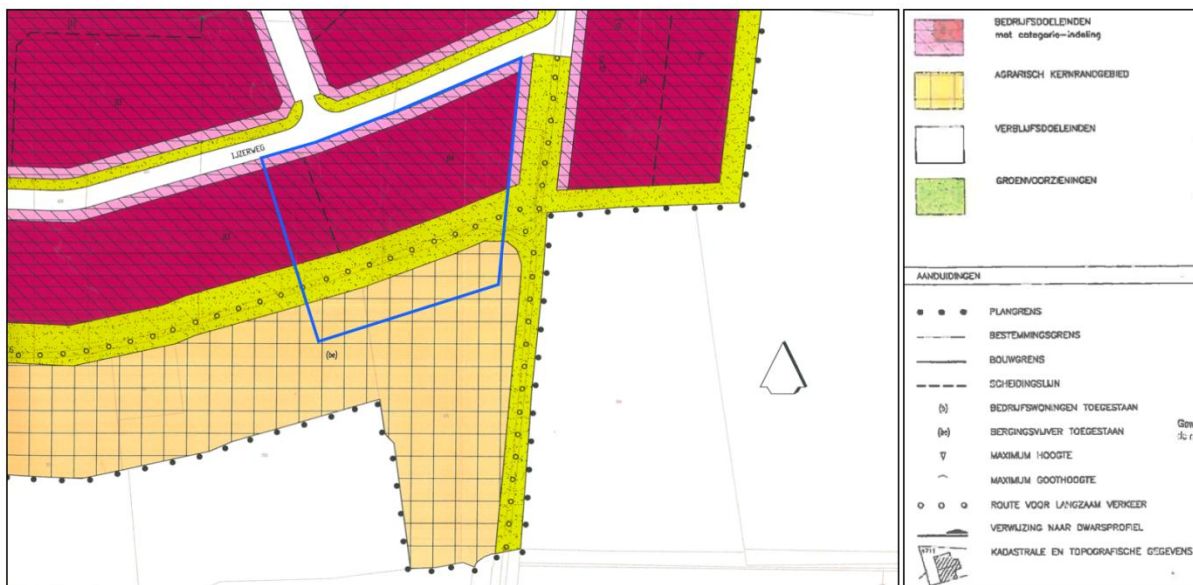 IJZERWEG
(be)
BEDRIJFSDOELEINDEN
met categorie-indeling
AGRARISCH KERNRANDGEBIED
VERBLIJFSDOELEINDEN
GROENVOORZIENINGEN
AANDUIDINGEN
PLANGRENS
BESTEMMINGSGRENS
BOUWGRENS
SCHEIDINGSLIJN
BEDRIJFSWONINGEN TOEGESTAAN
(be) BERGINGSVIJVER TOEGESTAAN
MAXIMUM HOOGTE
MAXIMUM GOOTHOOGTE
ROUTE VOOR LANGZAAM VERKEER
VERWIJZING NAAR DWARSPROFIEL
KADASTRALE EN TOPOGRAFISCHE GEGEVENS